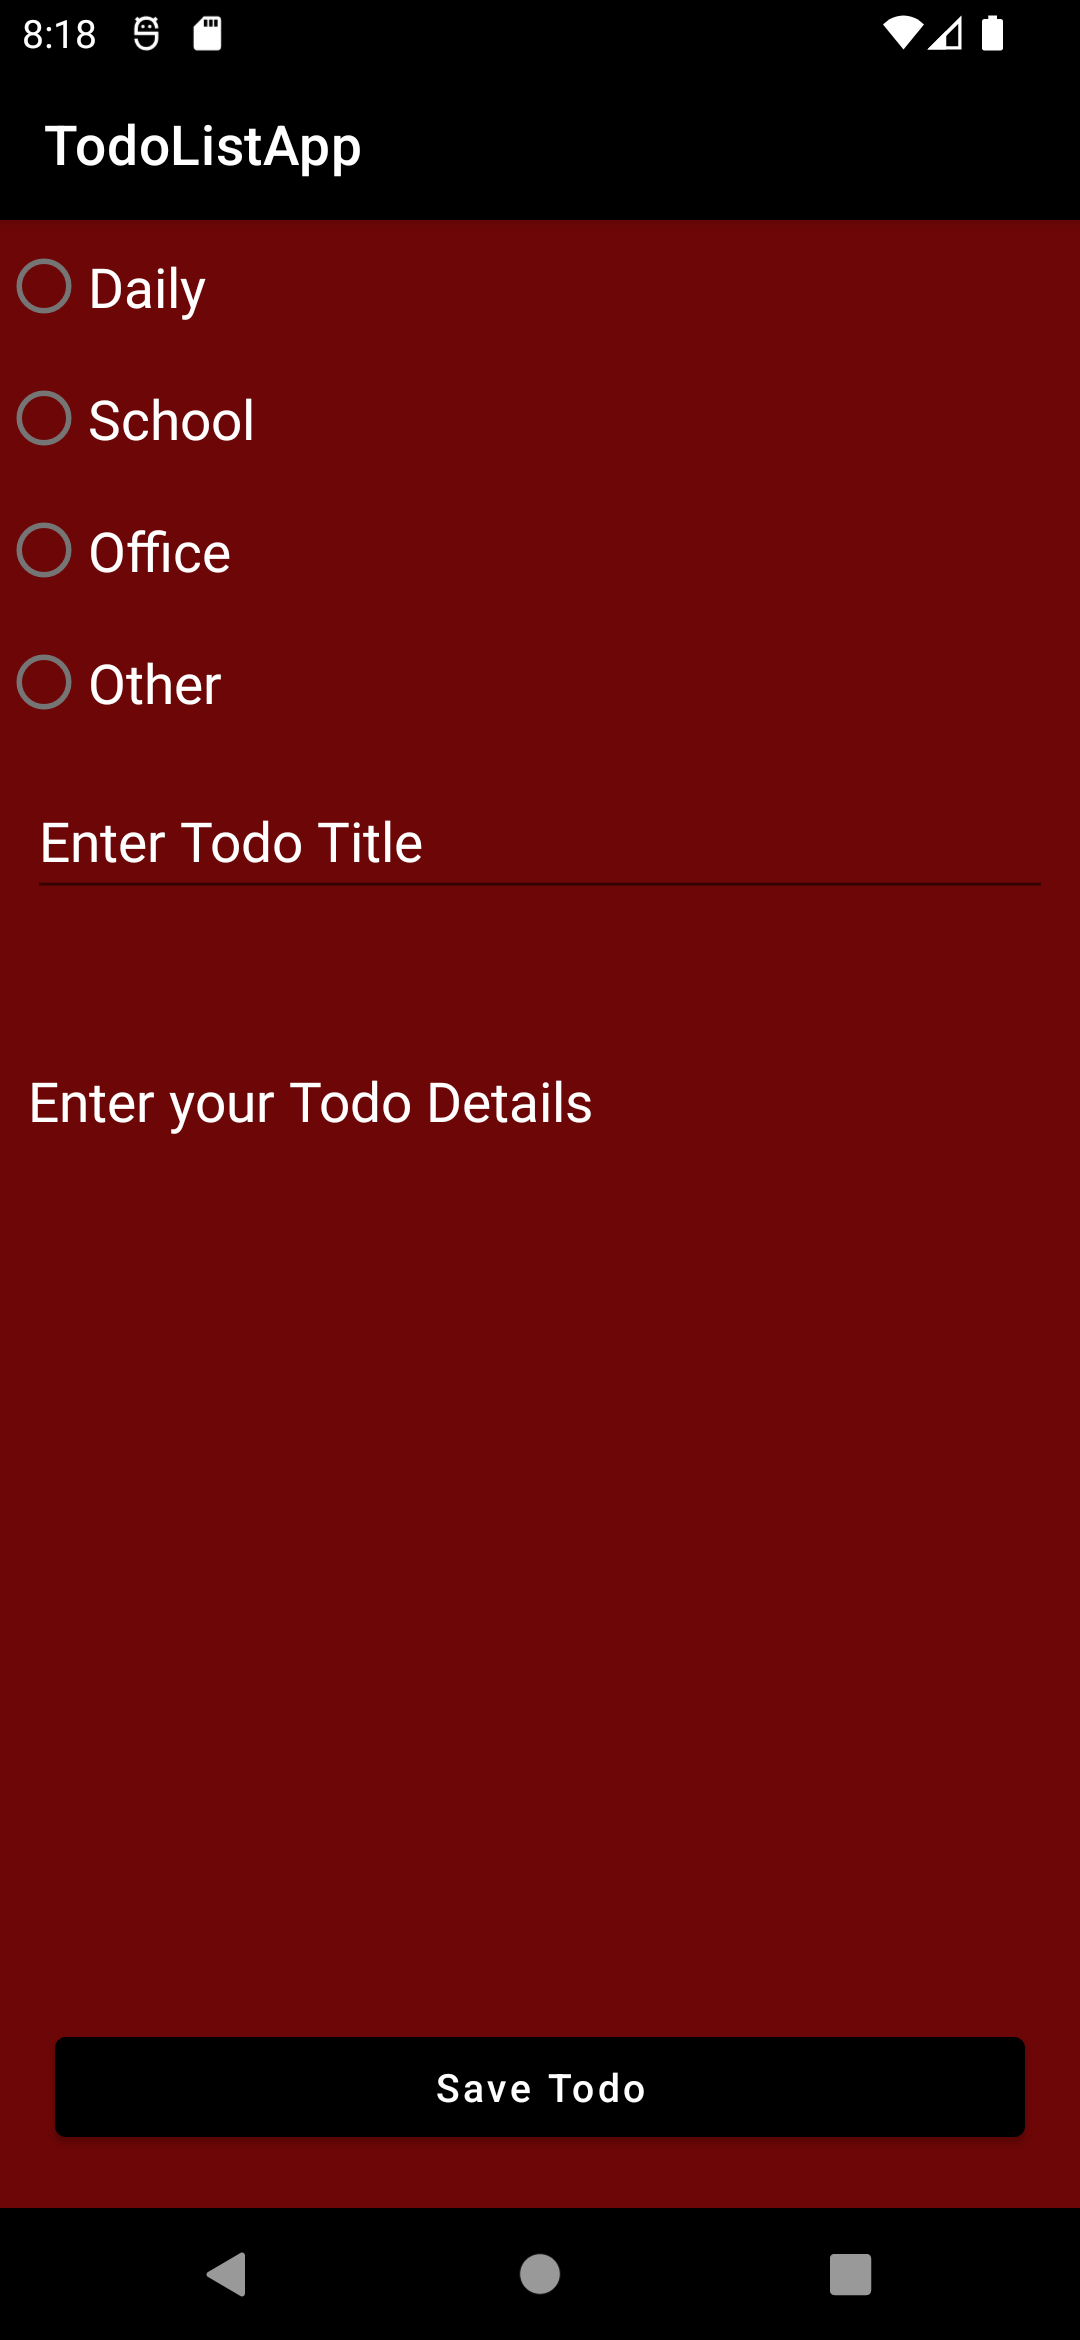 8:18
TodoListApp
Daily
School
Office
Other
Enter Todo Title
Enter your Todo Details
Save Todo